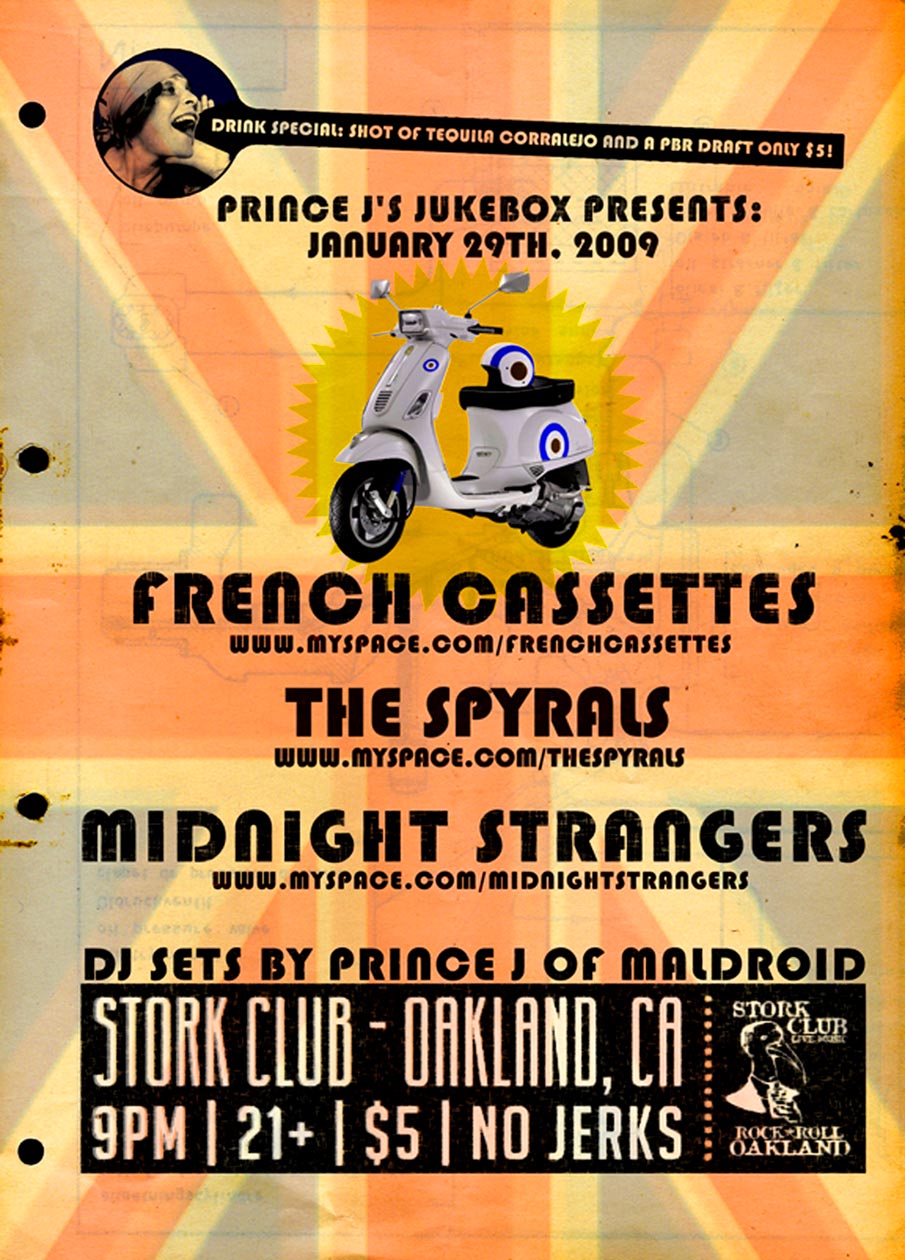 DRINK SPECIAL: SHOT OF TEQUILA CORRALEJO AND A PBR DRAFT ONLY $5!
PRINCE J'S JUKEBOX PRESENTS:
JANUARY 29TH, 2009
FRENCH CASSETTES
WWW.MYSPACE.COM/FRENCHCASSETTES
THE SPYRALS
WWW.MYSPACE.COM/THESPYRALS
MIDNIGHT STRANGERS
WWW.MYSPACE.COM/MIDNIGHTSTRANGERS
DJ SETS BY PRINCE J OF MALDROID
STORK CLUB - OAKLAND, CA
9PM | 21+ | $5 | NO JERKS
STORK
CLUB
LIVE MUSIC
ROCK★ROLL
OAKLAND